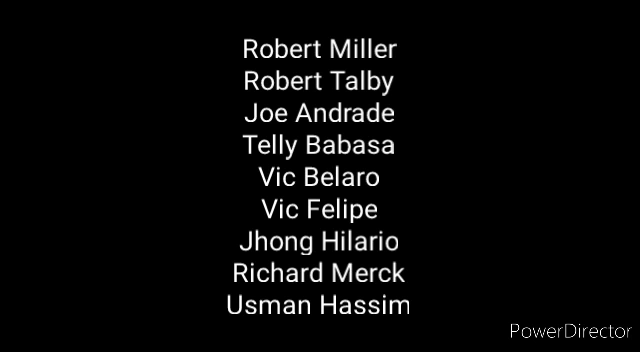 Robert Miller
Robert Talby
Joe Andrade
Telly Babasa
Vic Belaro
Vic Felipe
Jhong Hilario
Richard Merck
Usman Hassim
PowerDirector